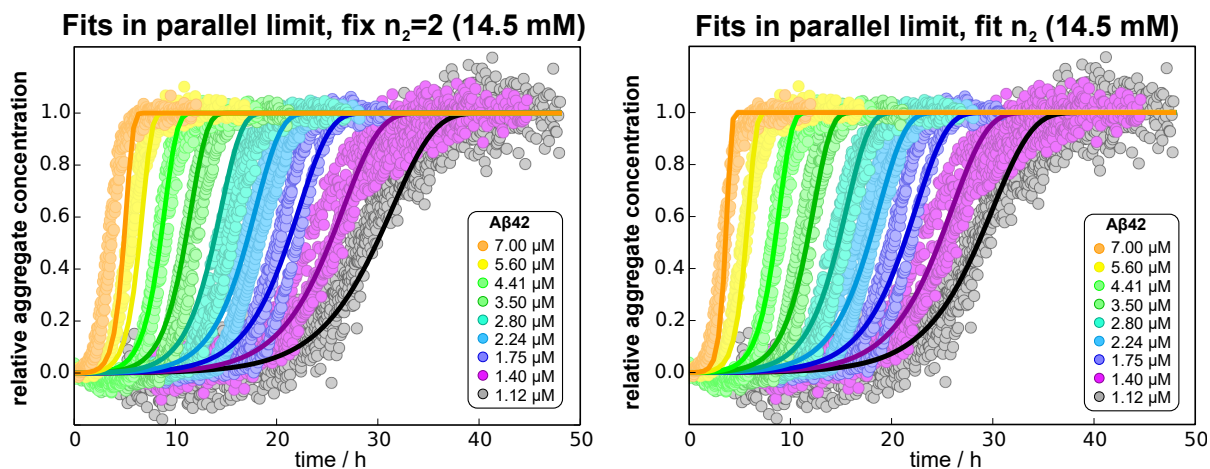 Fits in parallel limit, fix n₂=2 (14.5 mM)
relative aggregate concentration
1.0
0.8
0.6
0.4
0.2
0.0
Aβ42
7.00 µM
5.60 µM
4.41 µM
3.50 µM
2.80 µM
2.24 µM
1.75 µM
1.40 µM
1.12 µM
0 10 20 30 40 50
time / h
Fits in parallel limit, fit n₂ (14.5 mM)
relative aggregate concentration
1.0
0.8
0.6
0.4
0.2
0.0
Aβ42
7.00 µM
5.60 µM
4.41 µM
3.50 µM
2.80 µM
2.24 µM
1.75 µM
1.40 µM
1.12 µM
0 10 20 30 40 50
time / h